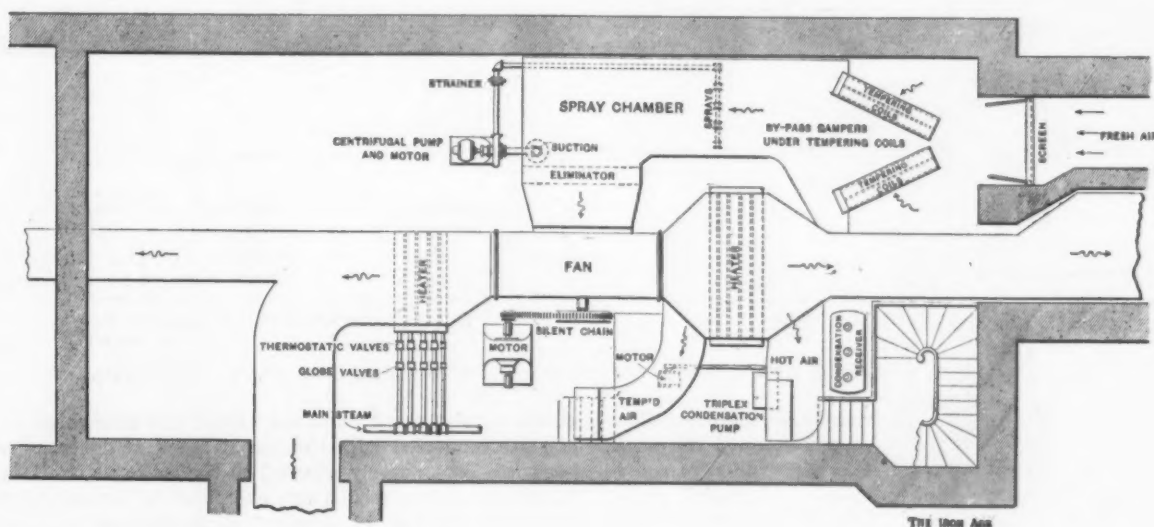 STRAINER
SPRAY CHAMBER
SPRAYS
TEMPERING
COILS
BY-PASS DAMPERS
UNDER TEMPERING COILS
SCREEN
FRESH AIR
CENTRIFUGAL PUMP
AND MOTOR
SUCTION
ELIMINATOR
TEMPERING
COILS
HEATER
FAN
HEATER
SILENT CHAIN
MOTOR
THERMOSTATIC VALVES
GLOBE VALVES
MAIN STEAM
MOTOR
TEMP'D
AIR
HOT AIR
TRIPLEX
CONDENSATION
PUMP
CONDENSATION
RECEIVER
THE IRON AGE